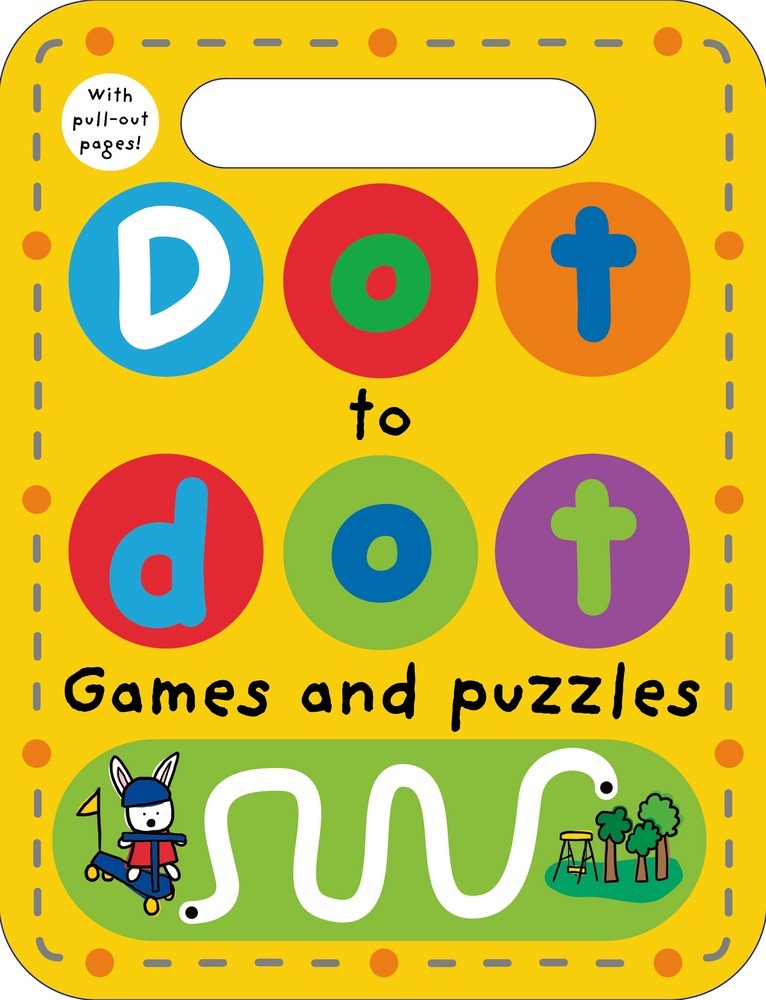 With
pull-out
pages!
Dot
to
dot
Games and puzzles